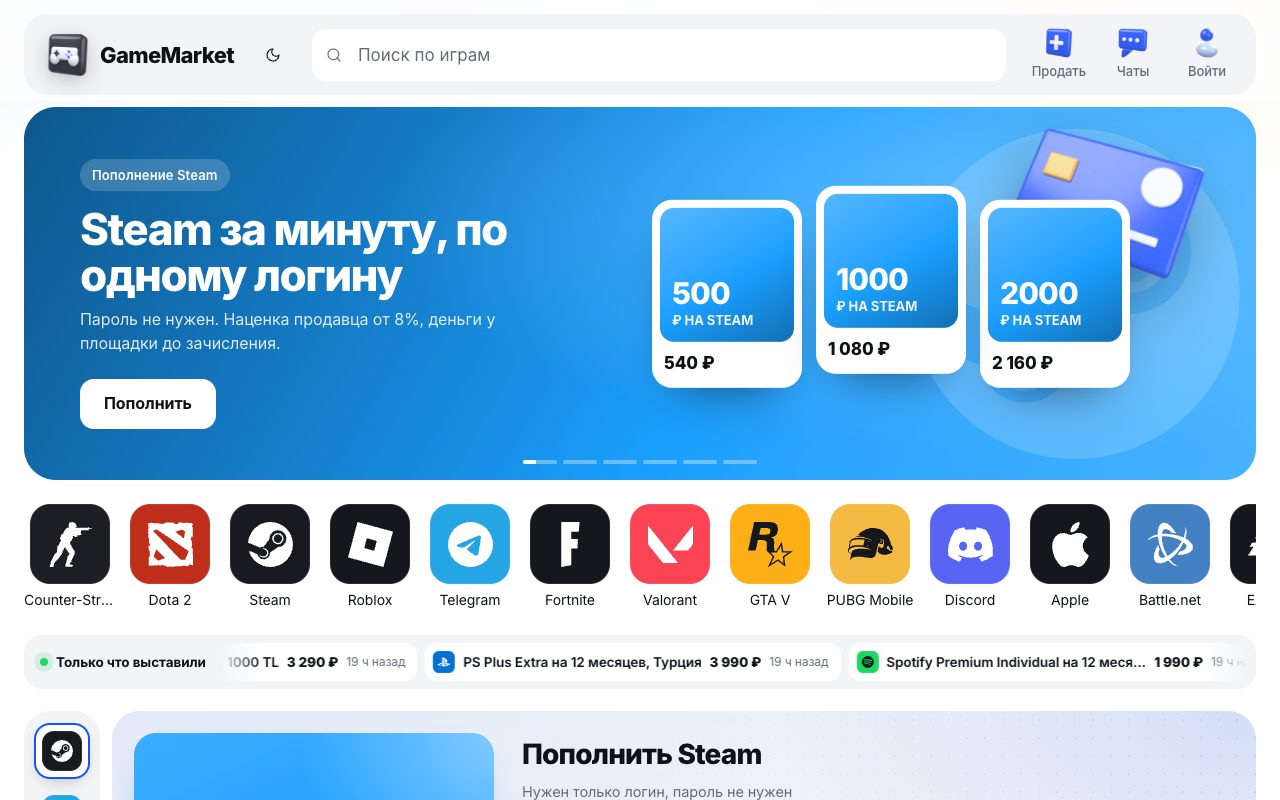 GameMarket
Поиск по играм
Продать
Чаты
Войти
Пополнение Steam
Steam за минуту, по
одному логину
Пароль не нужен. Наценка продавца от 8%, деньги у
площадки до зачисления.
Пополнить
500
₽ НА STEAM
540 ₽
1000
₽ НА STEAM
1 080 ₽
2000
₽ НА STEAM
2 160 ₽
Counter-Str...
Dota 2
Steam
Roblox
Telegram
Fortnite
Valorant
GTA V
PUBG Mobile
Discord
Apple
Battle.net
Только что выставили
, 1000 TL 3 290 ₽ 19 ч назад
PS Plus Extra на 12 месяцев, Турция 3 990 ₽ 19 ч назад
Spotify Premium Individual на 12 меся... 1 990 ₽ 19 ч
Пополнить Steam
Нужен только логин, пароль не нужен